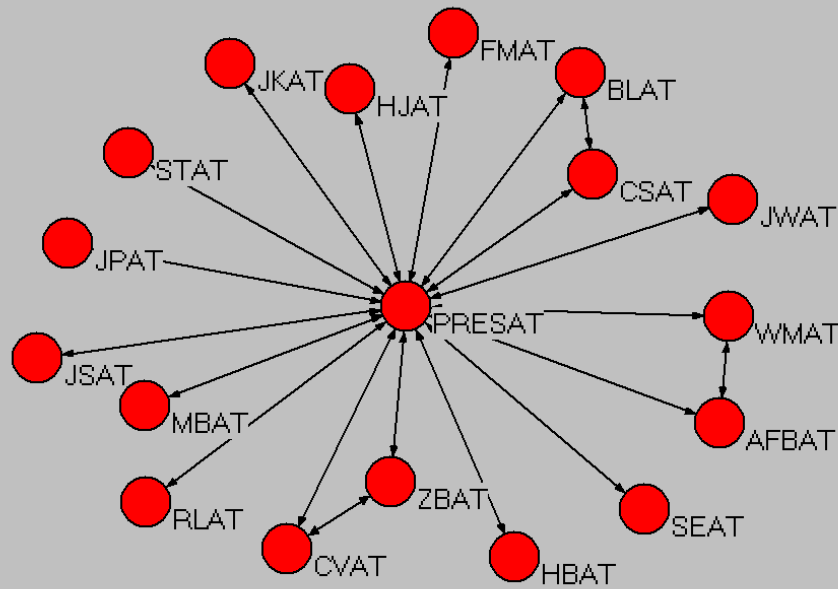 FMAT
JKAT
BLAT
HJAT
STAT
CSAT
JWAT
JPAT
PRESAT
WMAT
JSAT
MBAT
AFBAT
ZBAT
RLAT
SEAT
CVAT
HBAT